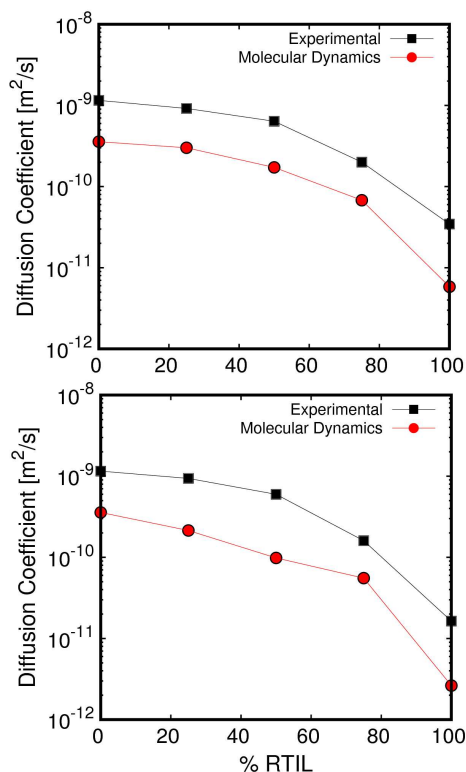 10⁻⁸
10⁻⁹
10⁻¹⁰
10⁻¹¹
10⁻¹²
Diffusion Coefficient [m²/s]
Experimental
Molecular Dynamics
0 20 40 60 80 100
10⁻⁸
10⁻⁹
10⁻¹⁰
10⁻¹¹
10⁻¹²
Diffusion Coefficient [m²/s]
Experimental
Molecular Dynamics
0 20 40 60 80 100
% RTIL